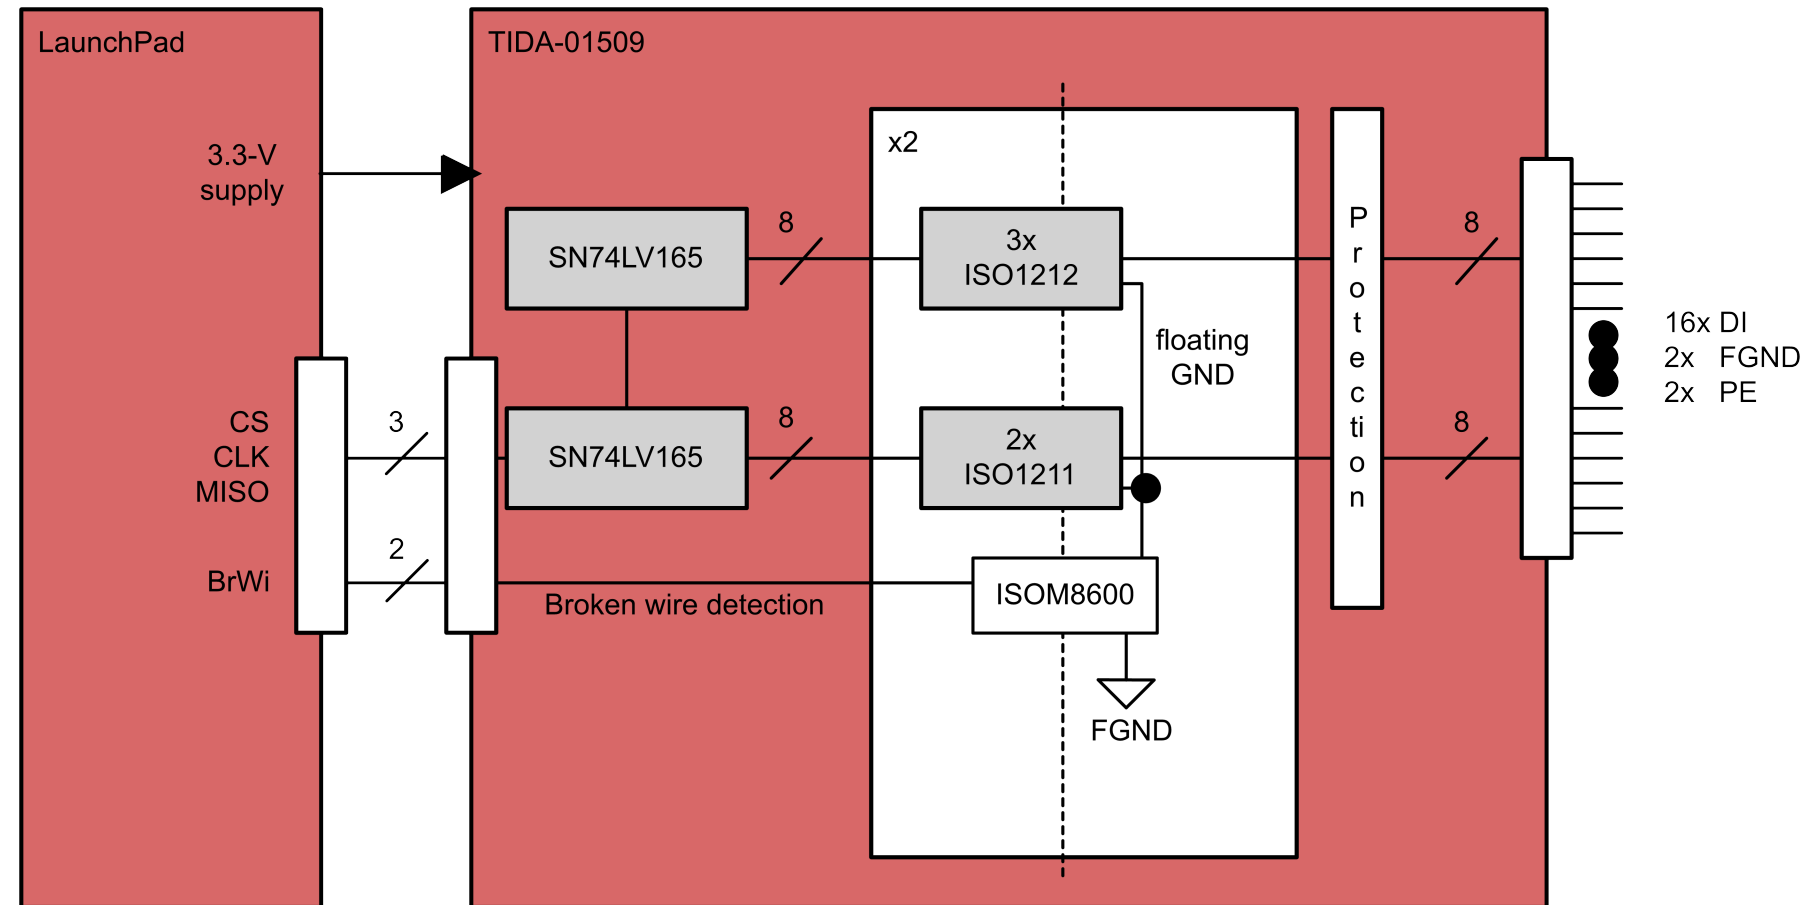 LaunchPad
TIDA-01509
3.3-V
supply
x2
SN74LV165
8
3x
ISO1212
P
r
o
t
e
c
ti
o
n
8
floating
GND
16x DI
2x FGND
2x PE
CS
CLK
MISO
3
SN74LV165
8
2x
ISO1211
8
BrWi
2
Broken wire detection
ISOM8600
FGND